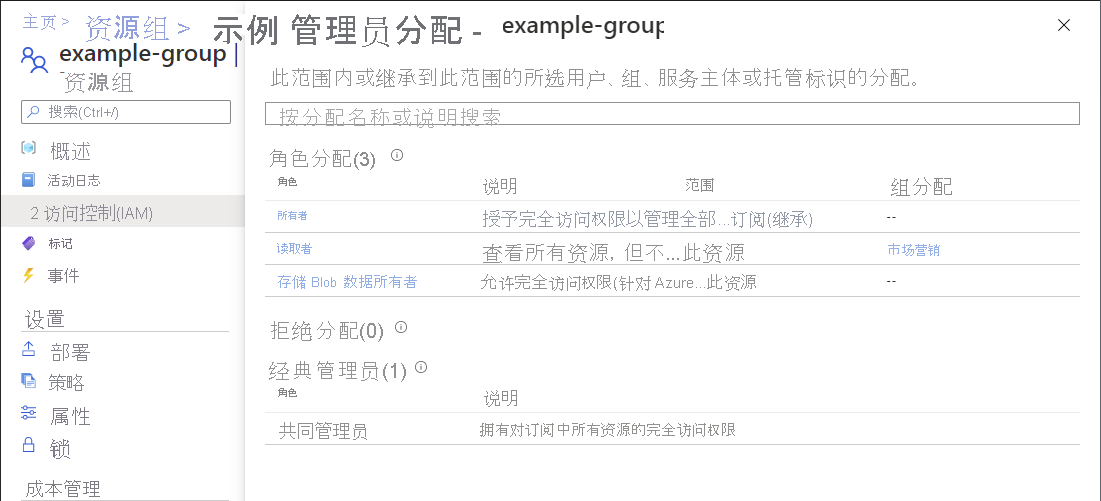 主页> 资源组> 示例 管理员分配 - example-group
example-group |
资源组
搜索(Ctrl+/)
概述
活动日志
2 访问控制(IAM)
标记
事件
设置
部署
策略
属性
锁
成本管理
此范围内或继承到此范围的所选用户、组、服务主体或托管标识的分配。
按分配名称或说明搜索
角色分配(3)
角色 说明 范围 组分配
所有者 授予完全访问权限以管理全部...订阅(继承) --
读取者 查看所有资源, 但不...此资源 市场营销
存储 Blob 数据所有者 允许完全访问权限(针对 Azure...此资源 --
拒绝分配(0)
经典管理员(1)
角色 说明
共同管理员 拥有对订阅中所有资源的完全访问权限